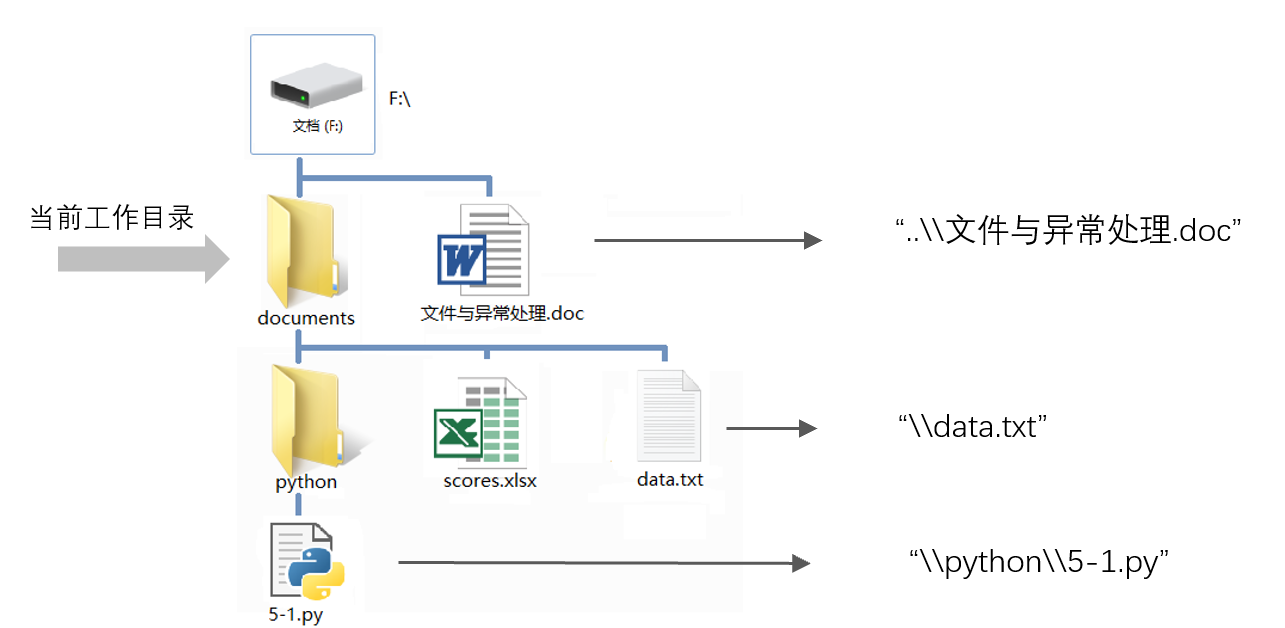 文档 (F:)
F:\
当前工作目录
documents
文件与异常处理.doc
“..\\文件与异常处理.doc”
python
scores.xlsx
data.txt
“\\data.txt”
5-1.py
“\\python\\5-1.py”